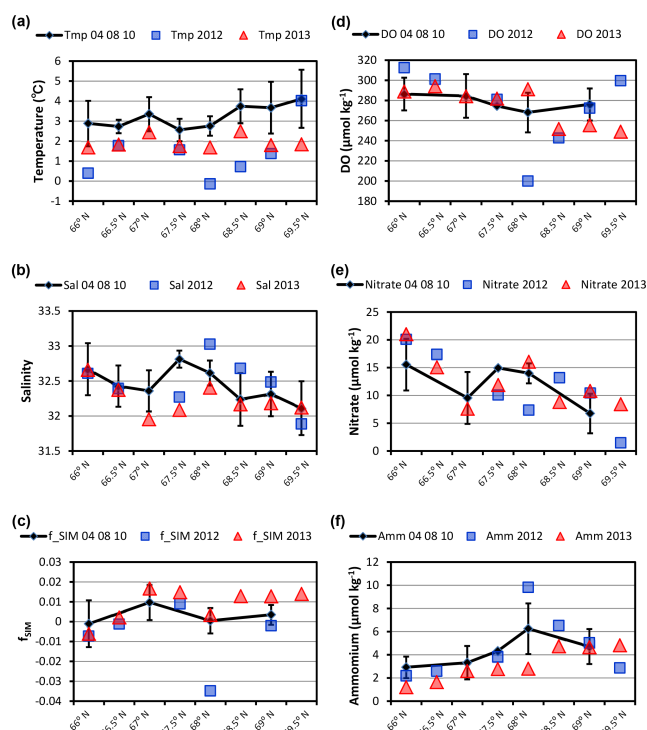 (a)
Tmp 04 08 10 Tmp 2012 Tmp 2013
Temperature (℃)
6
5
4
3
2
1
0
-1
66° N 66.5° N 67° N 67.5° N 68° N 68.5° N 69° N 69.5° N
(d)
DO 04 08 10 DO 2012 DO 2013
DO (μmol kg⁻¹)
320
300
280
260
240
220
200
180
66° N 66.5° N 67° N 67.5° N 68° N 68.5° N 69° N 69.5° N
(b)
Sal 04 08 10 Sal 2012 Sal 2013
Salinity
33.5
33
32.5
32
31.5
66° N 66.5° N 67° N 67.5° N 68° N 68.5° N 69° N 69.5° N
(e)
Nitrate 04 08 10 Nitrate 2012 Nitrate 2013
Nitrate (μmol kg⁻¹)
25
20
15
10
5
0
66° N 66.5° N 67° N 67.5° N 68° N 68.5° N 69° N 69.5° N
(c)
f_SIM 04 08 10 f_SIM 2012 f_SIM 2013
fSIM
0.03
0.02
0.01
0
-0.01
-0.02
-0.03
-0.04
66° N 66.5° N 67° N 67.5° N 68° N 68.5° N 69° N 69.5° N
(f)
Amm 04 08 10 Amm 2012 Amm 2013
Ammomium (μmol kg⁻¹)
12
10
8
6
4
2
0
66° N 66.5° N 67° N 67.5° N 68° N 68.5° N 69° N 69.5° N